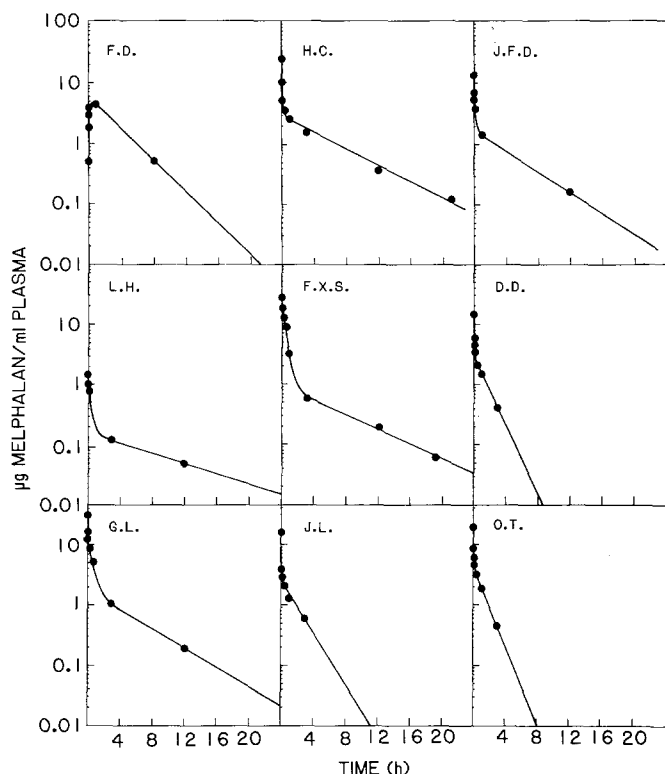 100
10
1
0.1
0.01
F.D.
H.C.
J.F.D.
10
1
0.1
0.01
L.H.
F.X.S.
D.D.
10
1
0.1
0.01
G.L.
J.L.
O.T.
4 8 12 16 20 4 8 12 16 20 4 8 12 16 20
TIME (h)
µg MELPHALAN/ml PLASMA